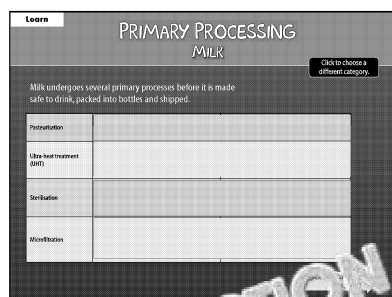 Learn
PRIMARY PROCESSING
MILK
Click to choose a
different category.
Milk undergoes several primary processes before it is made
safe to drink, packed into bottles and shipped.
Pasteurisation
Ultra-heat treatment
(UHT)
Sterilisation
Microfiltration